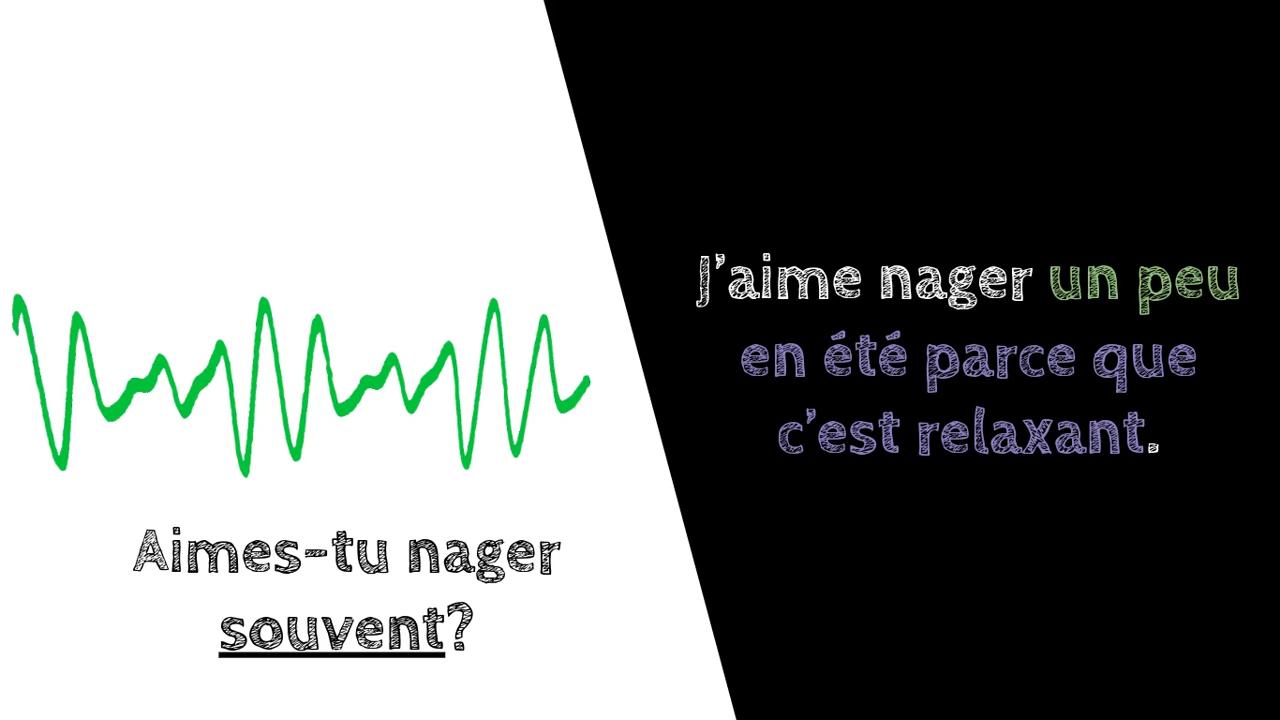 Aimes-tu nager
souvent?
J'aime nager un peu
en été parce que
c'est relaxant.